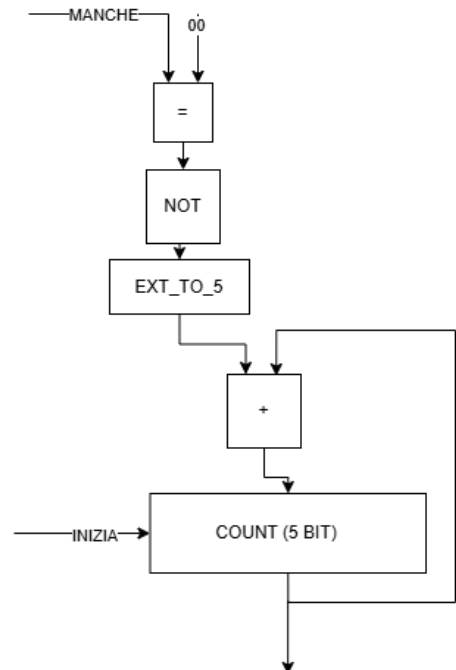 MANCHE
00
=
NOT
EXT_TO_5
+
INIZIA
COUNT (5 BIT)